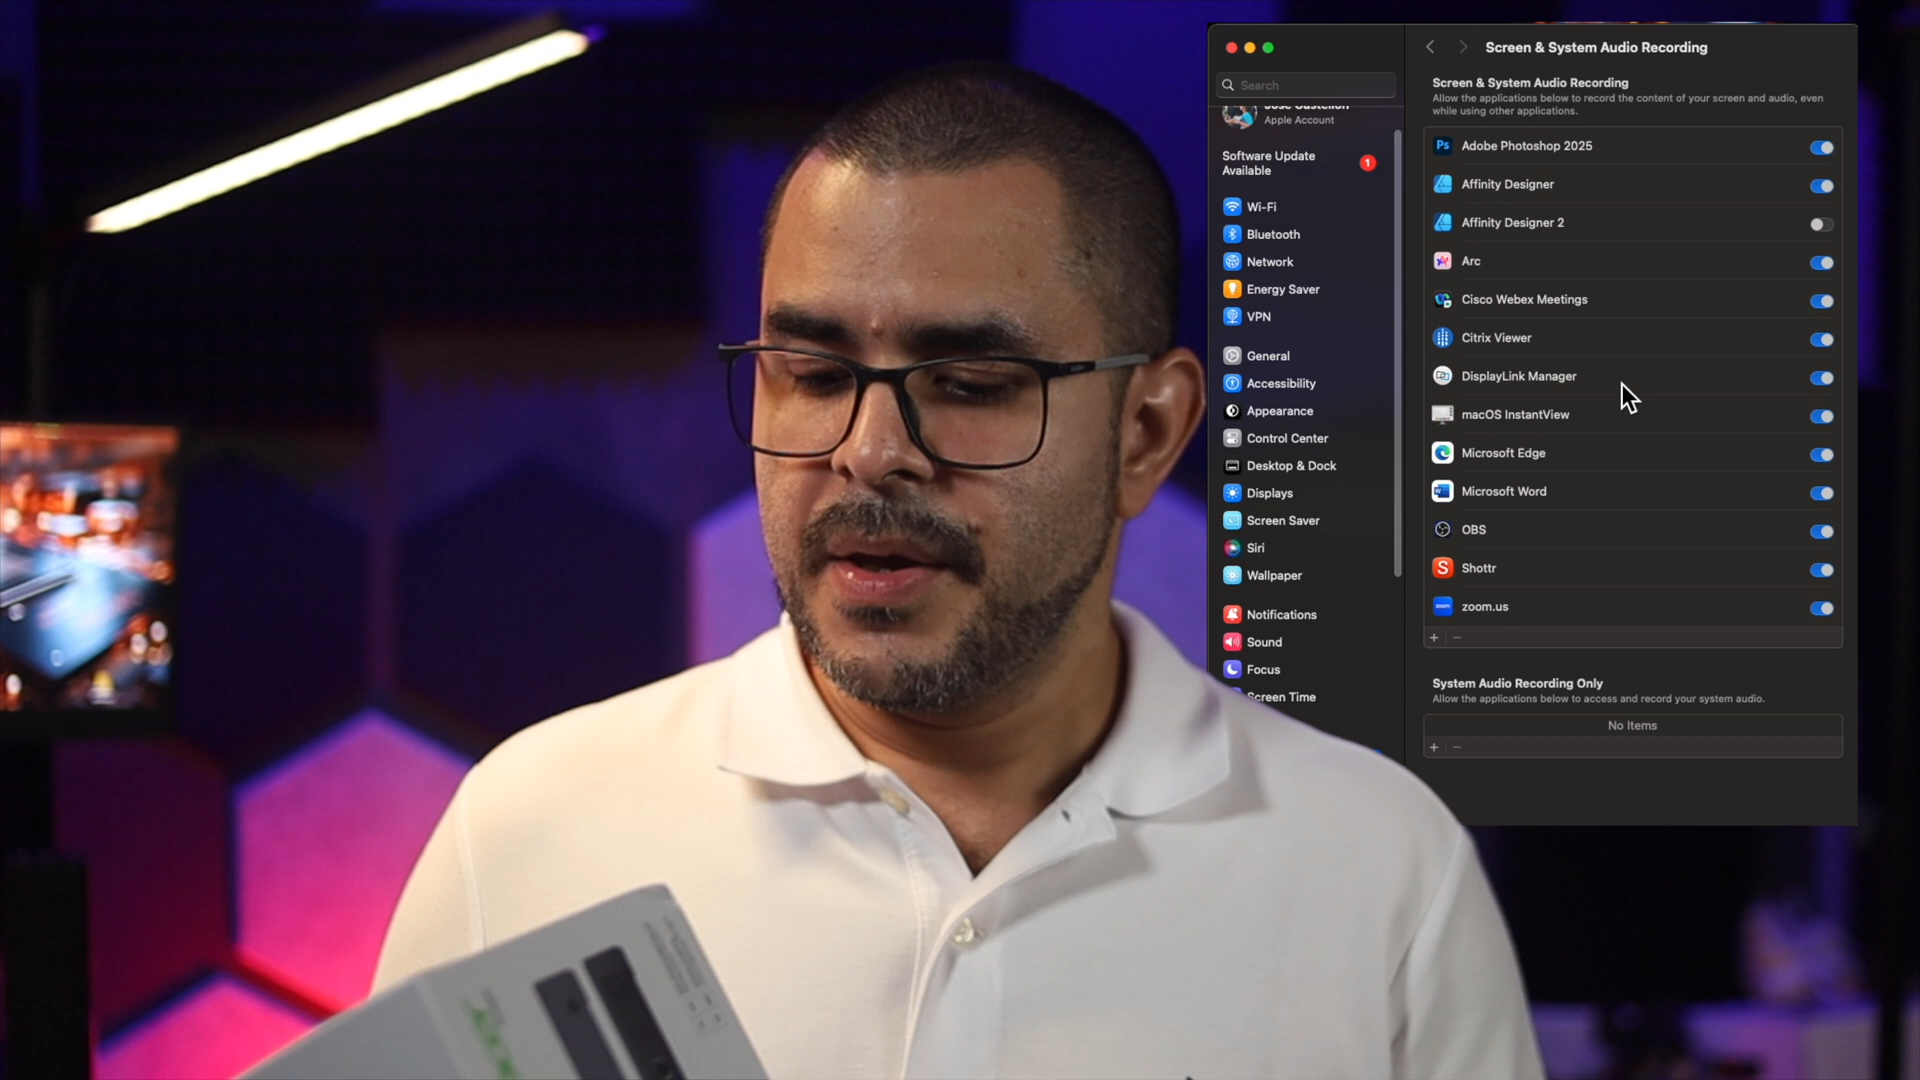 Screen & System Audio Recording
Search
Jose Castellon
Apple Account
Software Update
Available
1
Wi-Fi
Bluetooth
Network
Energy Saver
VPN
General
Accessibility
Appearance
Control Center
Desktop & Dock
Displays
Screen Saver
Siri
Wallpaper
Notifications
Sound
Focus
Screen Time
Screen & System Audio Recording
Allow the applications below to record the content of your screen and audio, even
while using other applications.
Ps
Adobe Photoshop 2025
Affinity Designer
Affinity Designer 2
Arc
Cisco Webex Meetings
Citrix Viewer
DisplayLink Manager
macOS InstantView
Microsoft Edge
Microsoft Word
OBS
S
Shottr
zoom
zoom.us
+ −
System Audio Recording Only
Allow the applications below to access and record your system audio.
No Items
+ −